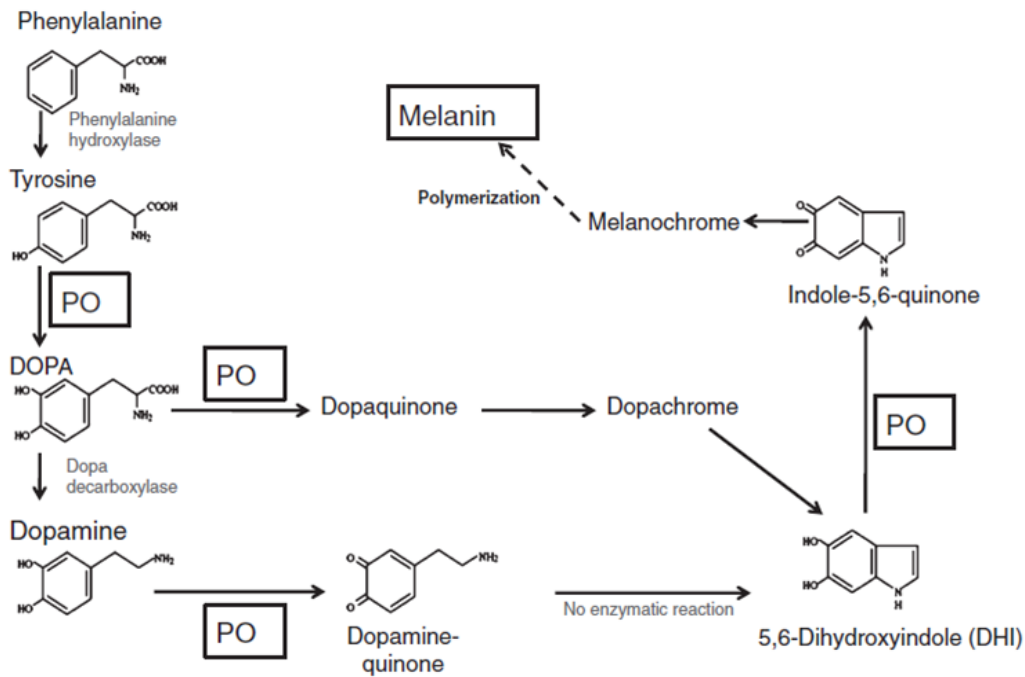 Phenylalanine
COOH
NH₂
Phenylalanine
hydroxylase
Tyrosine
COOH
NH₂
HO
PO
DOPA
HO
COOH
NH₂
HO
PO
Dopaquinone
Dopachrome
Dopa
decarboxylase
Dopamine
HO
NH₂
HO
PO
O
NH₂
O
Dopamine-
quinone
No enzymatic reaction
HO
HO
N
H
5,6-Dihydroxyindole (DHI)
PO
O
O
N
H
Indole-5,6-quinone
Melanochrome
Polymerization
Melanin